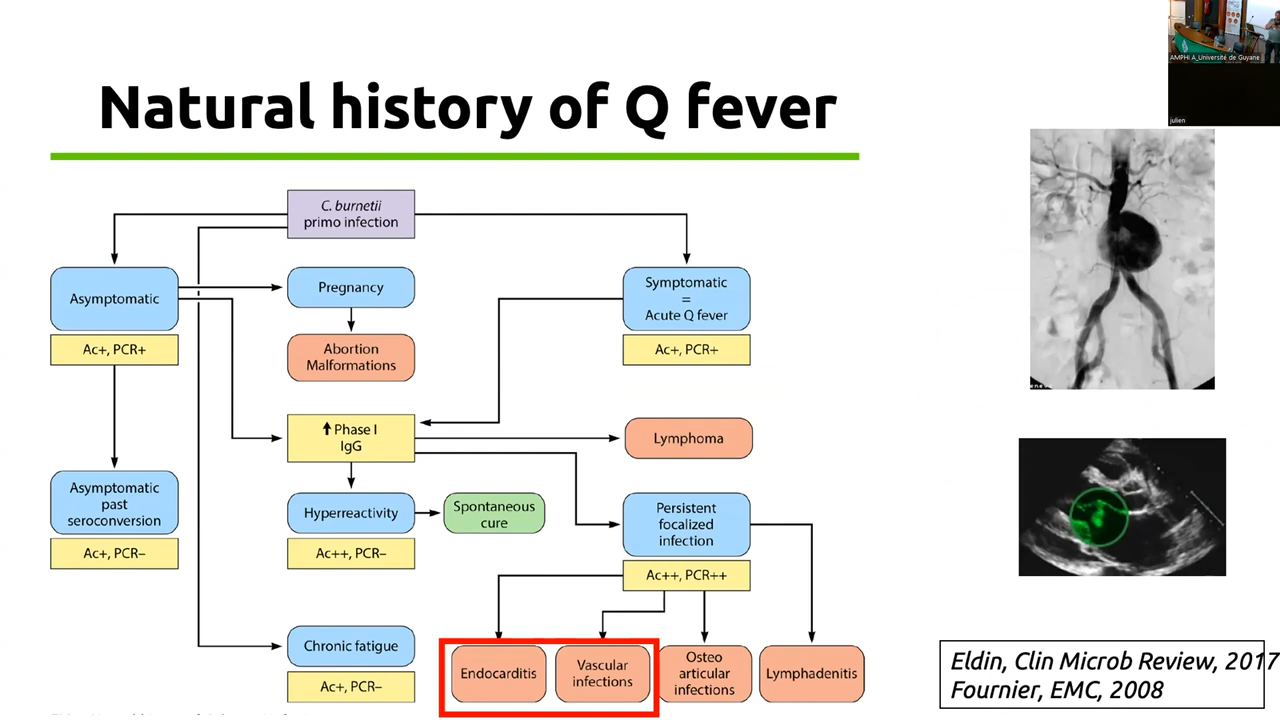 AMPHI A_Université de Guyane
julien
Natural history of Q fever
C. burnetii
primo infection
Asymptomatic
Ac+, PCR+
Pregnancy
Abortion
Malformations
Symptomatic
=
Acute Q fever
Ac+, PCR+
↑ Phase I
IgG
Lymphoma
Asymptomatic
past
seroconversion
Ac+, PCR–
Hyperreactivity
Ac++, PCR–
Spontaneous
cure
Persistent
focalized
infection
Ac++, PCR++
Chronic fatigue
Ac+, PCR–
Endocarditis
Vascular
infections
Osteo
articular
infections
Lymphadenitis
Eldin, Clin Microb Review, 2017
Fournier, EMC, 2008